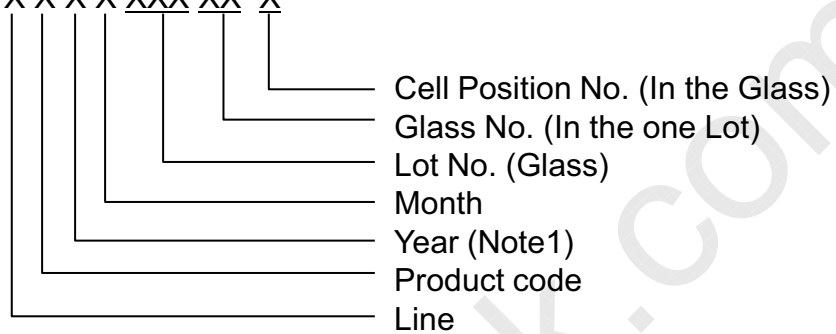 X X X X XXX XX X
Cell Position No. (In the Glass)
Glass No. (In the one Lot)
Lot No. (Glass)
Month
Year (Note1)
Product code
Line